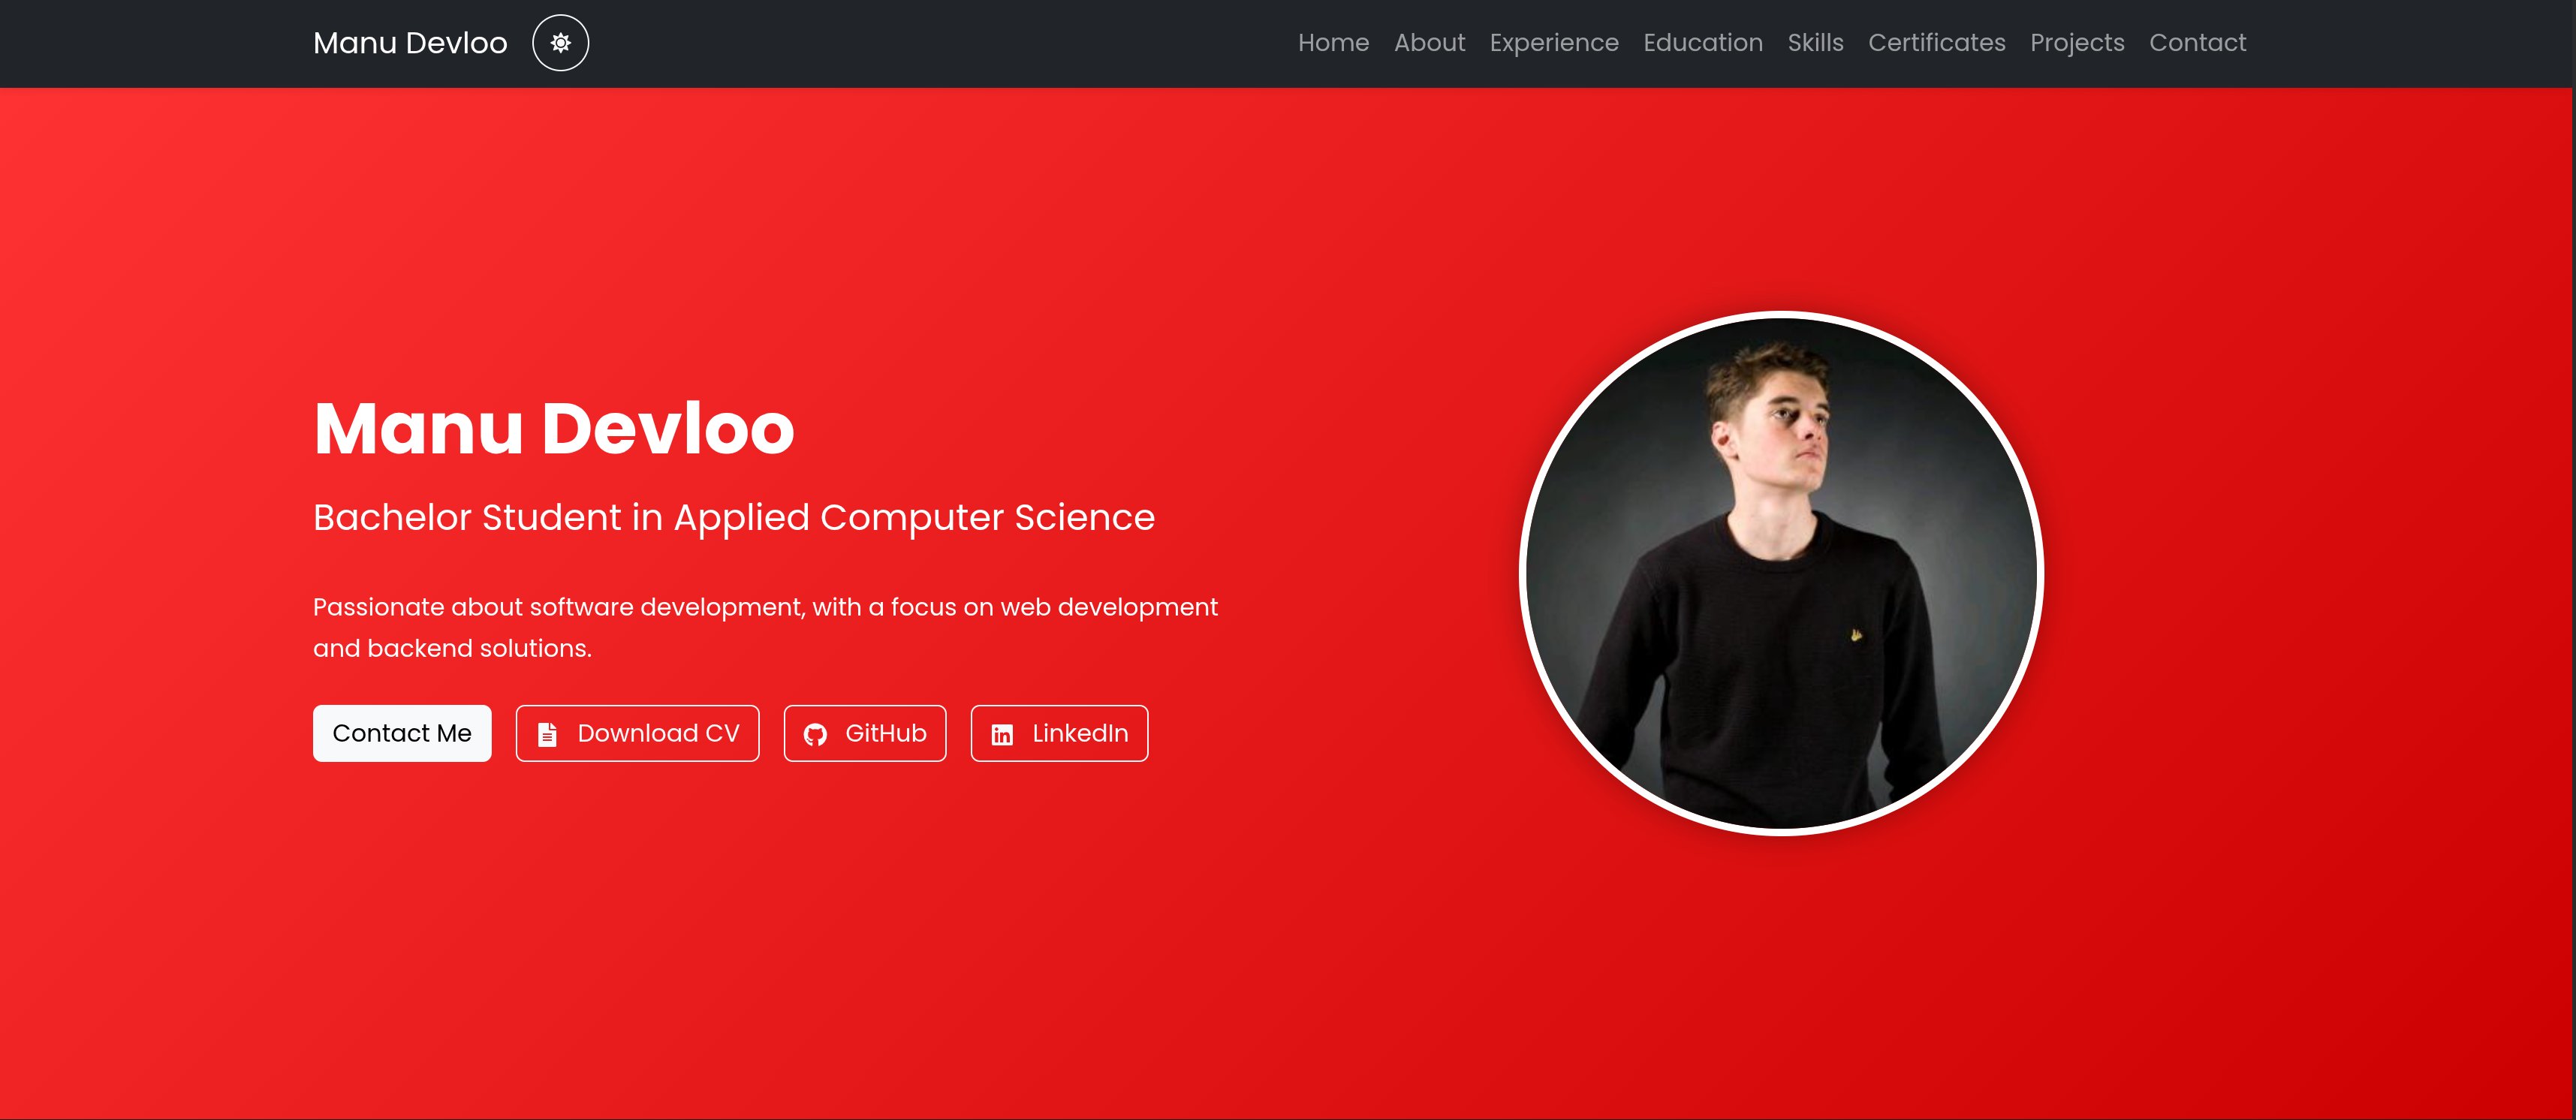 Manu Devloo
Home About Experience Education Skills Certificates Projects Contact
Manu Devloo
Bachelor Student in Applied Computer Science
Passionate about software development, with a focus on web development
and backend solutions.
Contact Me Download CV GitHub LinkedIn